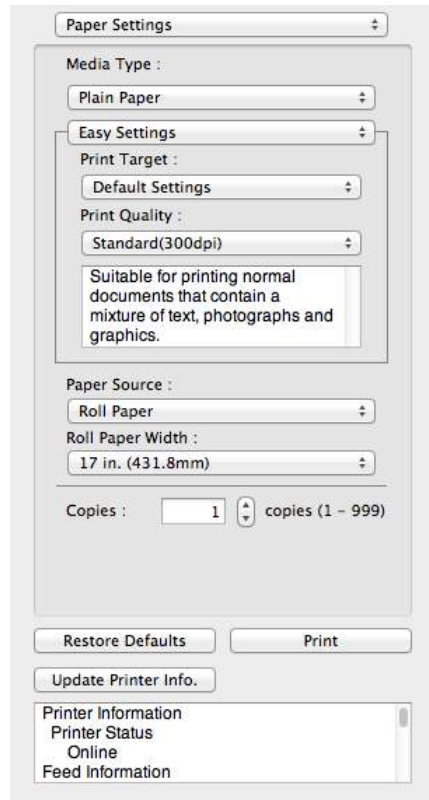 Paper Settings
Media Type :
Plain Paper
Easy Settings
Print Target :
Default Settings
Print Quality :
Standard(300dpi)
Suitable for printing normal
documents that contain a
mixture of text, photographs and
graphics.
Paper Source :
Roll Paper
Roll Paper Width :
17 in. (431.8mm)
Copies : 1 copies (1 – 999)
Restore Defaults Print
Update Printer Info.
Printer Information
Printer Status
Online
Feed Information